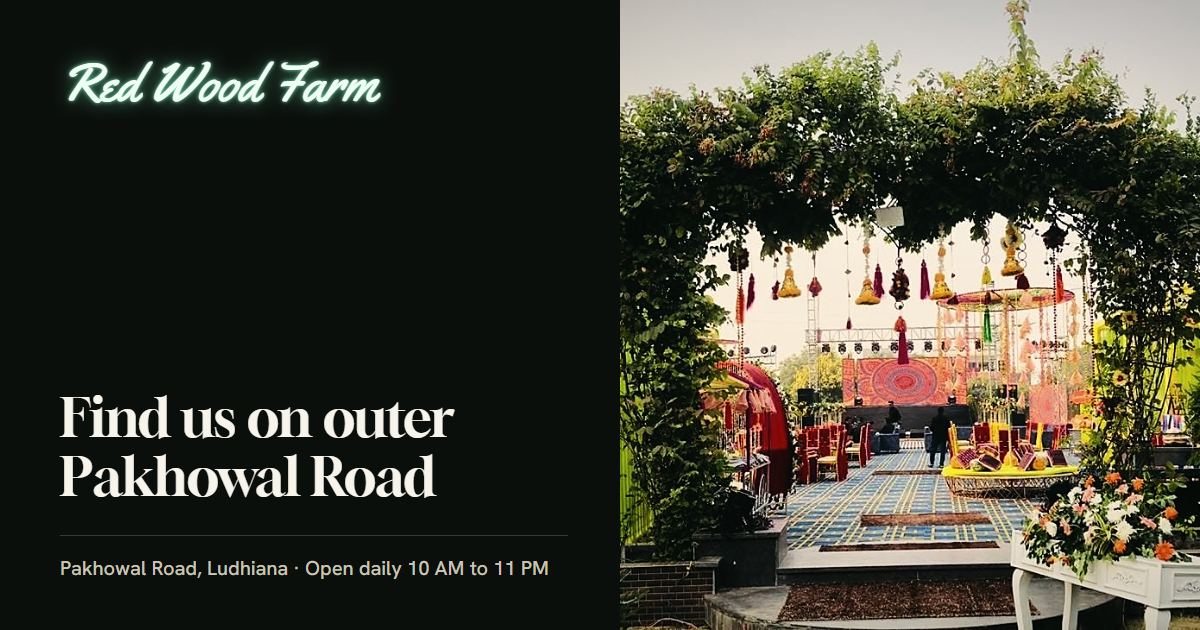 Red Wood Farm
Find us on outer
Pakhowal Road
Pakhowal Road, Ludhiana · Open daily 10 AM to 11 PM